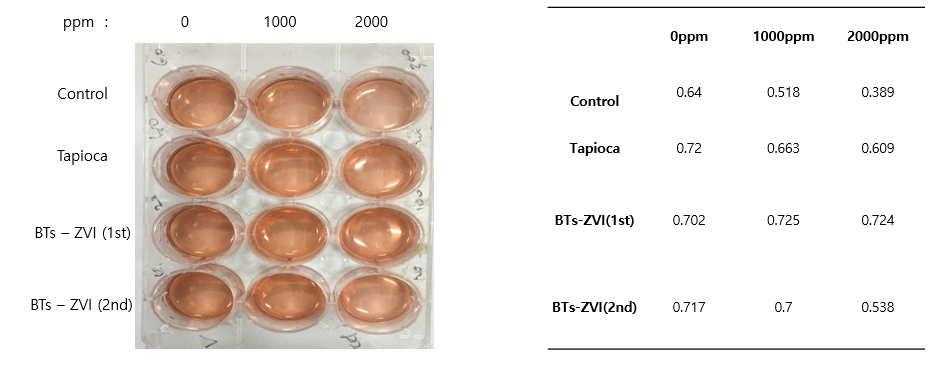 ppm : 0 1000 2000
Control
Tapioca
BTs – ZVI (1st)
BTs – ZVI (2nd)
0ppm 1000ppm 2000ppm
Control 0.64 0.518 0.389
Tapioca 0.72 0.663 0.609
BTs-ZVI(1st) 0.702 0.725 0.724
BTs-ZVI(2nd) 0.717 0.7 0.538